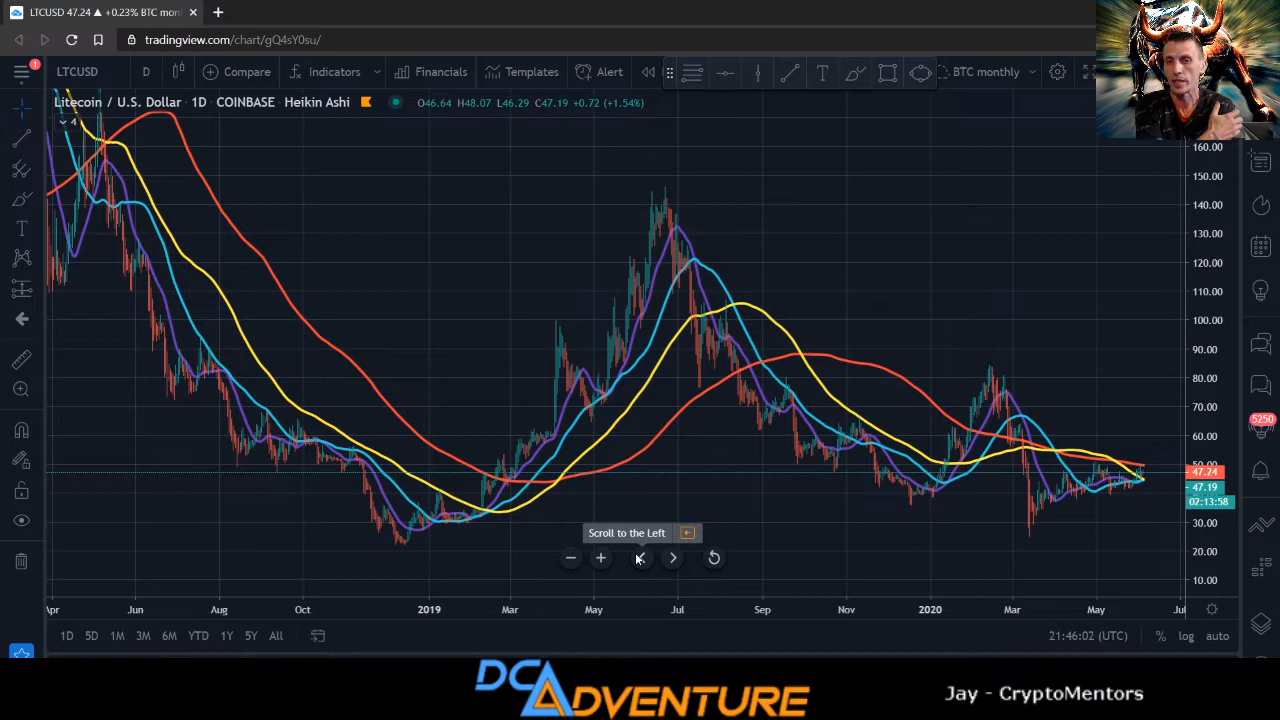 LTCUSD 47.24 ▲ +0.23% BTC mon
tradingview.com/chart/gQ4sY0su/
1
LTCUSD D Compare Indicators Financials Templates Alert BTC monthly
Litecoin / U.S. Dollar · 1D · COINBASE · Heikin Ashi O46.64 H48.07 L46.29 C47.19 +0.72 (+1.54%)
4
160.00
150.00
140.00
130.00
120.00
110.00
100.00
90.00
80.00
70.00
60.00
50.00
47.24
47.19
02:13:58
30.00
20.00
10.00
5250
Scroll to the Left
Apr Jun Aug Oct 2019 Mar May Jul Sep Nov 2020 Mar May Jul
1D 5D 1M 3M 6M YTD 1Y 5Y All 21:46:02 (UTC) % log auto
DCADVENTURE
Jay - CryptoMentors